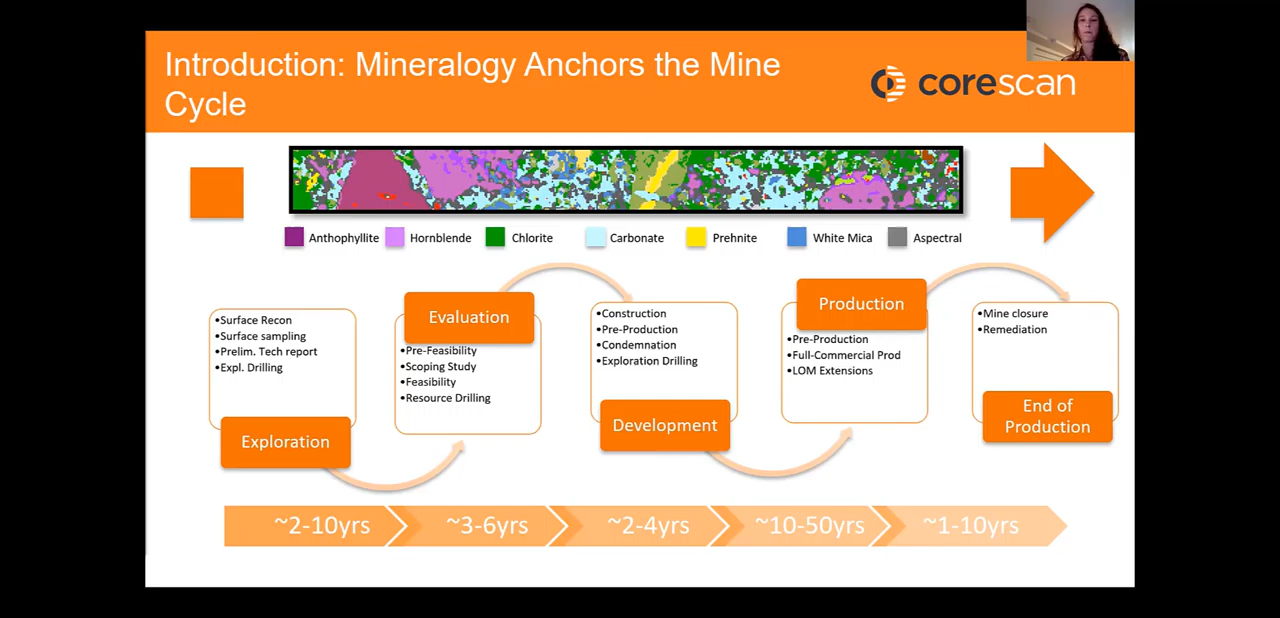 Introduction: Mineralogy Anchors the Mine
Cycle
corescan
Anthophyllite
Hornblende
Chlorite
Carbonate
Prehnite
White Mica
Aspectral
•Surface Recon
•Surface sampling
•Prelim. Tech report
•Expl. Drilling
Exploration
Evaluation
•Pre-Feasibility
•Scoping Study
•Feasibility
•Resource Drilling
•Construction
•Pre-Production
•Condemnation
•Exploration Drilling
Development
Production
•Pre-Production
•Full-Commercial Prod
•LOM Extensions
•Mine closure
•Remediation
End of
Production
~2-10yrs
~3-6yrs
~2-4yrs
~10-50yrs
~1-10yrs